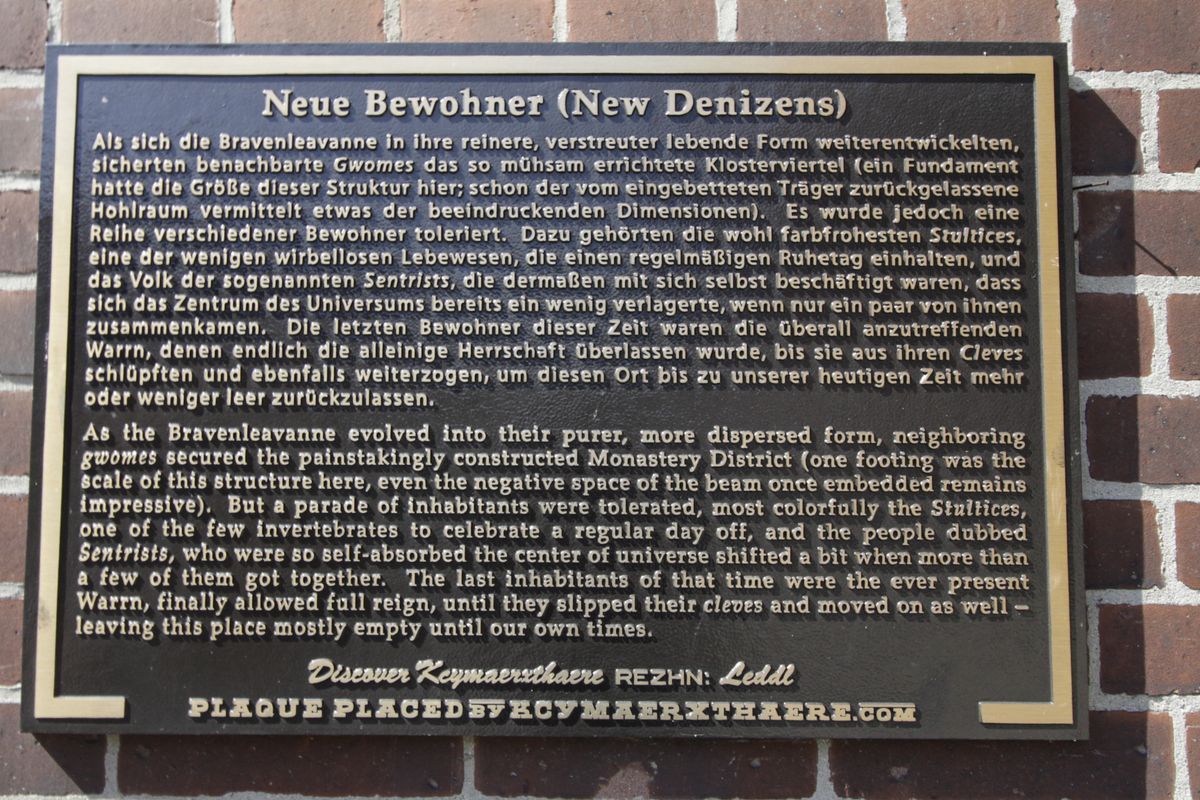 Neue Bewohner (New Denizens)
Als sich die Bravenleavanne in ihre reinere, verstreuter lebende Form weiterentwickelten,
sicherten benachbarte Gwomes das so mühsam errichtete Klosterviertel (ein Fundament
hatte die Größe dieser Struktur hier; schon der vom eingebetteten Träger zurückgelassene
Hohlraum vermittelt etwas der beeindruckenden Dimensionen). Es wurde jedoch eine
Reihe verschiedener Bewohner toleriert. Dazu gehörten die wohl farbfrohesten Stultices,
eine der wenigen wirbellosen Lebewesen, die einen regelmäßigen Ruhetag einhalten, und
das Volk der sogenannten Sentrists, die dermaßen mit sich selbst beschäftigt waren, dass
sich das Zentrum des Universums bereits ein wenig verlagerte, wenn nur ein paar von ihnen
zusammenkamen. Die letzten Bewohner dieser Zeit waren die überall anzutreffenden
Warrn, denen endlich die alleinige Herrschaft überlassen wurde, bis sie aus ihren Cleves
schlüpften und ebenfalls weiterzogen, um diesen Ort bis zu unserer heutigen Zeit mehr
oder weniger leer zurückzulassen.
As the Bravenleavanne evolved into their purer, more dispersed form, neighboring
gwomes secured the painstakingly constructed Monastery District (one footing was the
scale of this structure here, even the negative space of the beam once embedded remains
impressive). But a parade of inhabitants were tolerated, most colorfully the Stultices,
one of the few invertebrates to celebrate a regular day off, and the people dubbed
Sentrists, who were so self-absorbed the center of universe shifted a bit when more than
a few of them got together. The last inhabitants of that time were the ever present
Warrn, finally allowed full reign, until they slipped their cleves and moved on as well –
leaving this place mostly empty until our own times.
Discover Kcymaerxthaere REZHN: Leddl
PLAQUE PLACED BY KCYMAERXTHAERE.COM